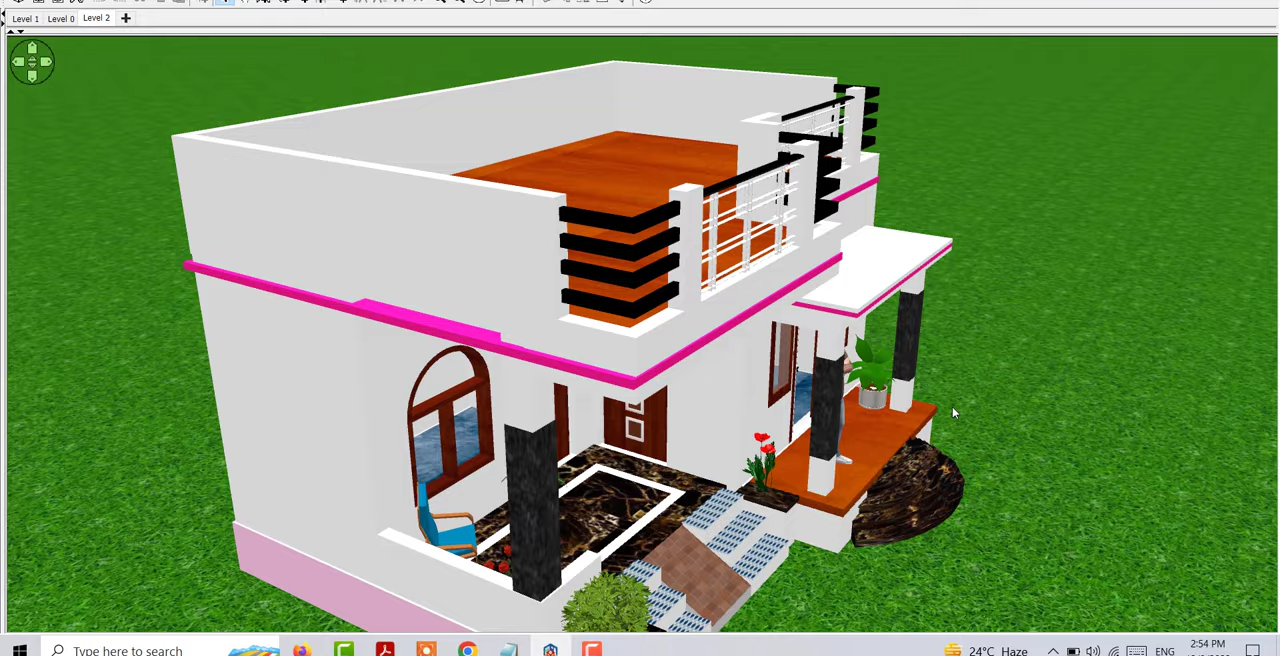 Level 1 Level 0 Level 2
Type here to search
24°C Haze
ENG
2:54 PM